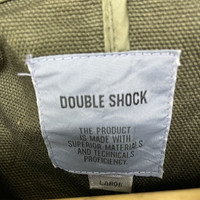 DOUBLE SHOCK
THE PRODUCT
IS MADE WITH
SUPERIOR MATERIALS
AND TECHNICALS
PROFICIENCY.
LARGE